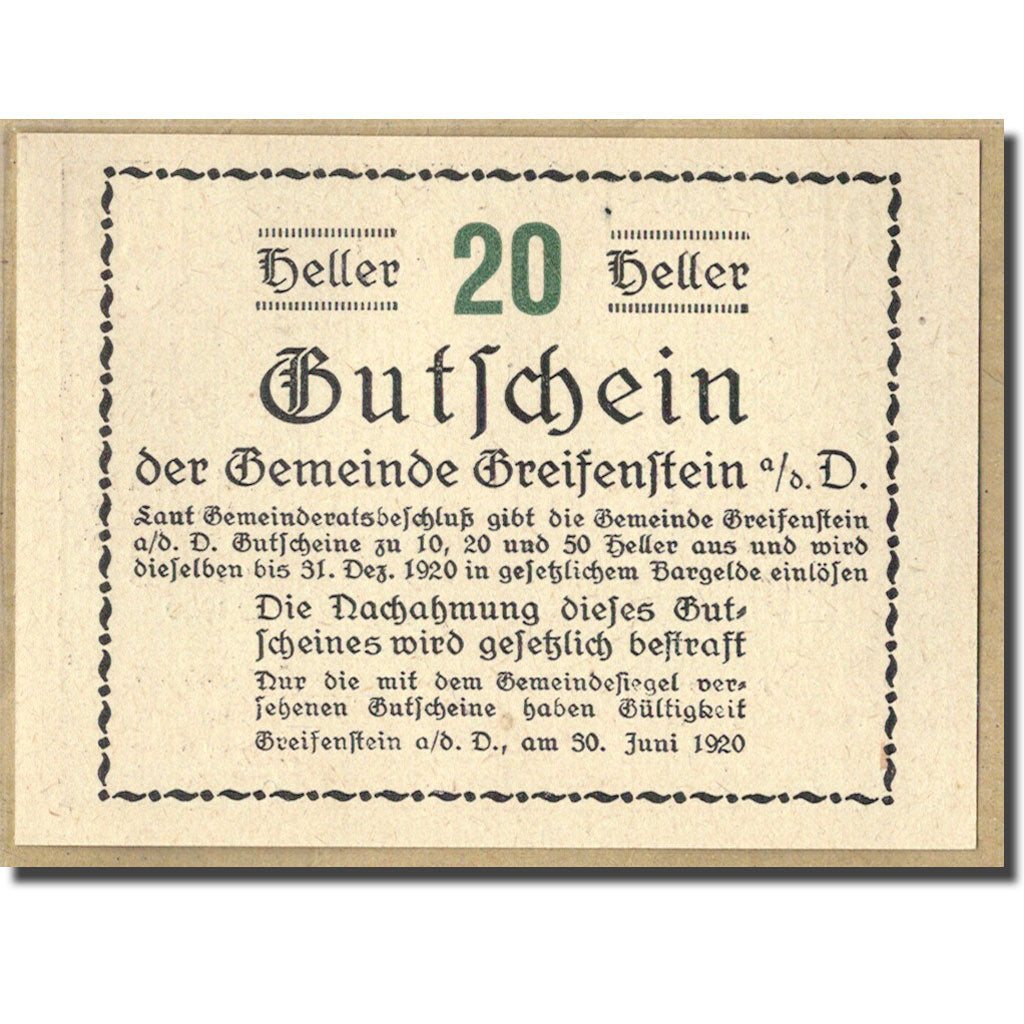 Heller 20 Heller
Gutschein
der Gemeinde Greifenstein a/d. D.
Laut Gemeinderatsbeschluß gibt die Gemeinde Greifenstein
a/d. D. Gutscheine zu 10, 20 und 50 Heller aus und wird
dieselben bis 31. Dez. 1920 in gesetzlichem Bargelde einlösen
Die Nachahmung dieses Gut-
scheines wird gesetzlich bestraft
Nur die mit dem Gemeindesiegel ver-
sehenen Gutscheine haben Gültigkeit
Greifenstein a/d. D., am 30. Juni 1920